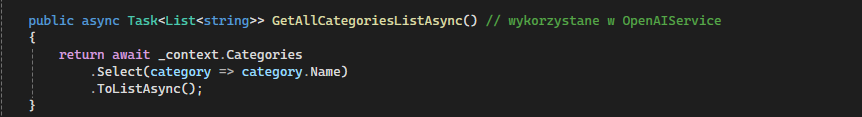 public async Task<List<string>> GetAllCategoriesListAsync() // wykorzystane w OpenAIService
{
return await _context.Categories
.Select(category => category.Name)
.ToListAsync();
}